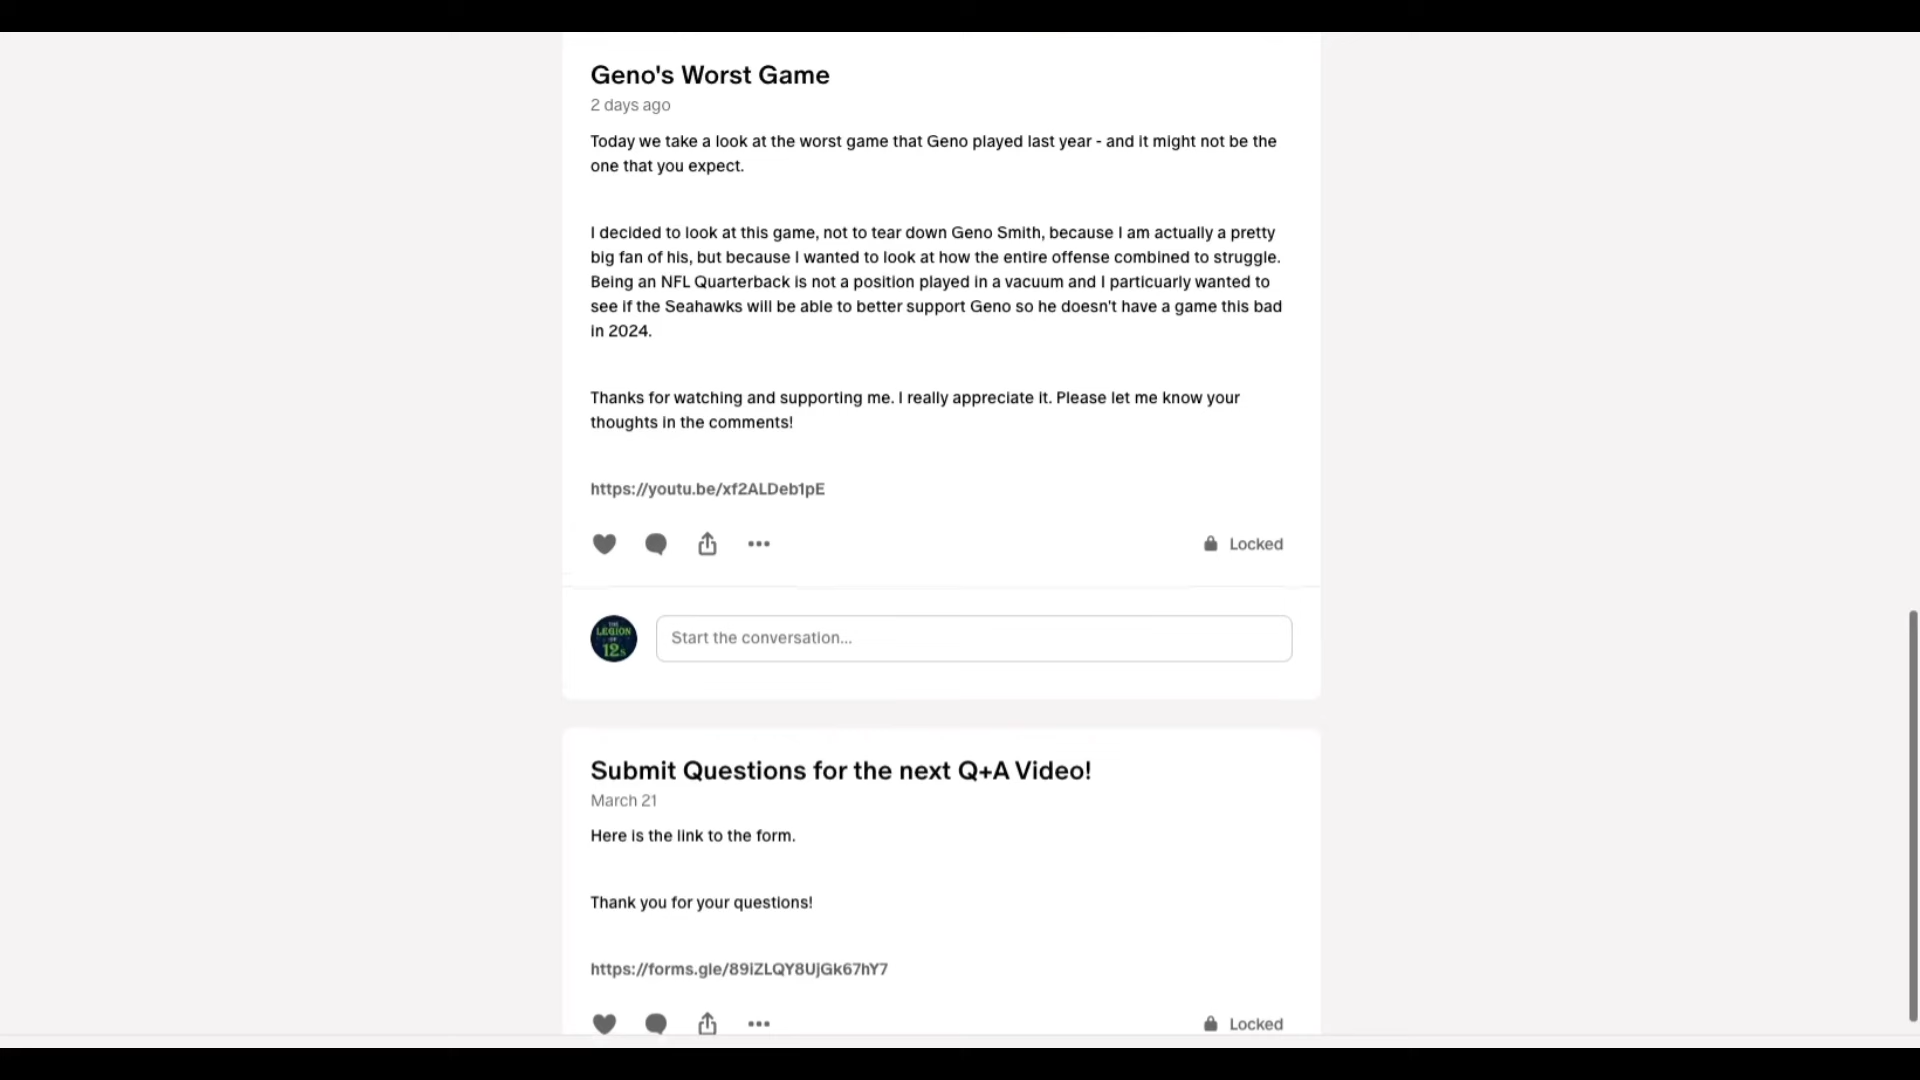 Geno's Worst Game
2 days ago
Today we take a look at the worst game that Geno played last year - and it might not be the
one that you expect.
I decided to look at this game, not to tear down Geno Smith, because I am actually a pretty
big fan of his, but because I wanted to look at how the entire offense combined to struggle.
Being an NFL Quarterback is not a position played in a vacuum and I particuarly wanted to
see if the Seahawks will be able to better support Geno so he doesn't have a game this bad
in 2024.
Thanks for watching and supporting me. I really appreciate it. Please let me know your
thoughts in the comments!
https://youtu.be/xf2ALDeb1pE
Locked
THE
LEGION
OF
12s
Start the conversation...
Submit Questions for the next Q+A Video!
March 21
Here is the link to the form.
Thank you for your questions!
https://forms.gle/89iZLQY8UjGk67hY7
Locked